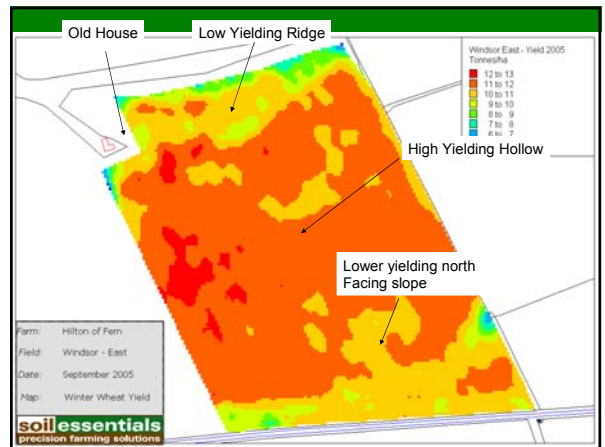 Old House
Low Yielding Ridge
Windsor East - Yield 2005
Tonnes/ha
12 to 13
11 to 12
10 to 11
9 to 10
8 to 9
7 to 8
6 to 7
High Yielding Hollow
Lower yielding north
Facing slope
Farm: Hilton of Fern
Field: Windsor - East
Date: September 2005
Map: Winter Wheat Yield
soilessentials
precision farming solutions